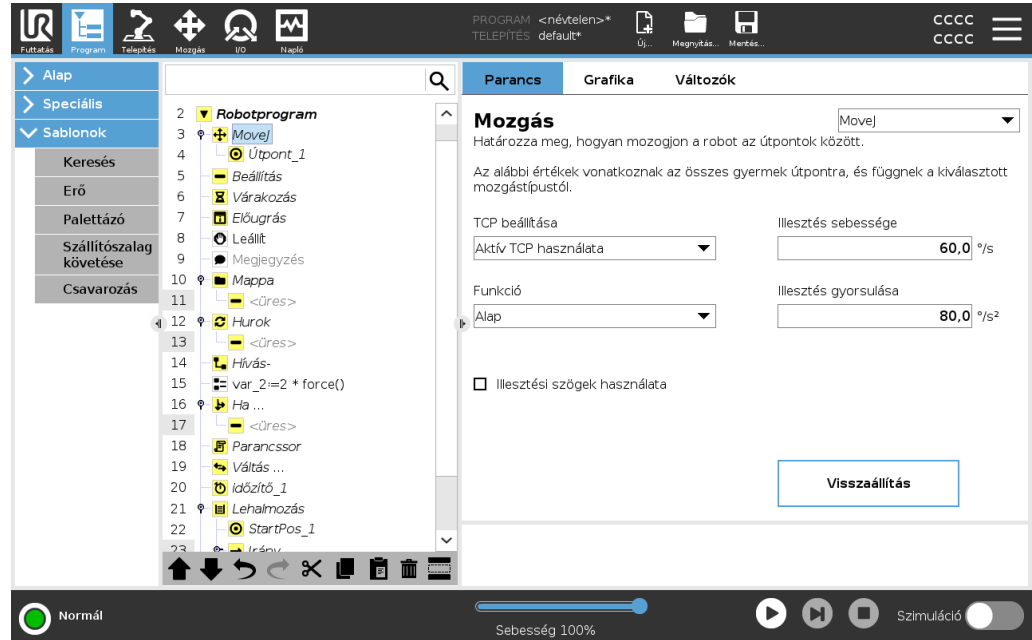 UR
PROGRAM <névtelen>*
TELEPÍTÉS default*
Futtatás
Program
Telepítés
Mozgás
I/O
Napló
Új...
Megnyitás...
Mentés...
CCCC
CCCC
Alap
Speciális
Sablonok
Keresés
Erő
Palettázó
Szállítószalag
követése
Csavarozás
2 Robotprogram
3 MoveJ
4 Útpont_1
5 Beállítás
6 Várakozás
7 Előugrás
8 Leállít
9 Megjegyzés
10 Mappa
11 <üres>
12 Hurok
13 <üres>
14 Hívás-
15 var_2:=2 * force()
16 Ha ...
17 <üres>
18 Parancssor
19 Váltás ...
20 időzítő_1
21 Lehalmozás
22 StartPos_1
23 Irány
Parancs Grafika Változók
Mozgás
MoveJ
Határozza meg, hogyan mozogjon a robot az útpontok között.
Az alábbi értékek vonatkoznak az összes gyermek útpontra, és függnek a kiválasztott
mozgástípustól.
TCP beállítása
Illesztés sebessége
Aktív TCP használata
60,0 °/s
Funkció
Illesztés gyorsulása
Alap
80,0 °/s²
Illesztési szögek használata
Visszaállítás
Normál
Sebesség 100%
Szimuláció